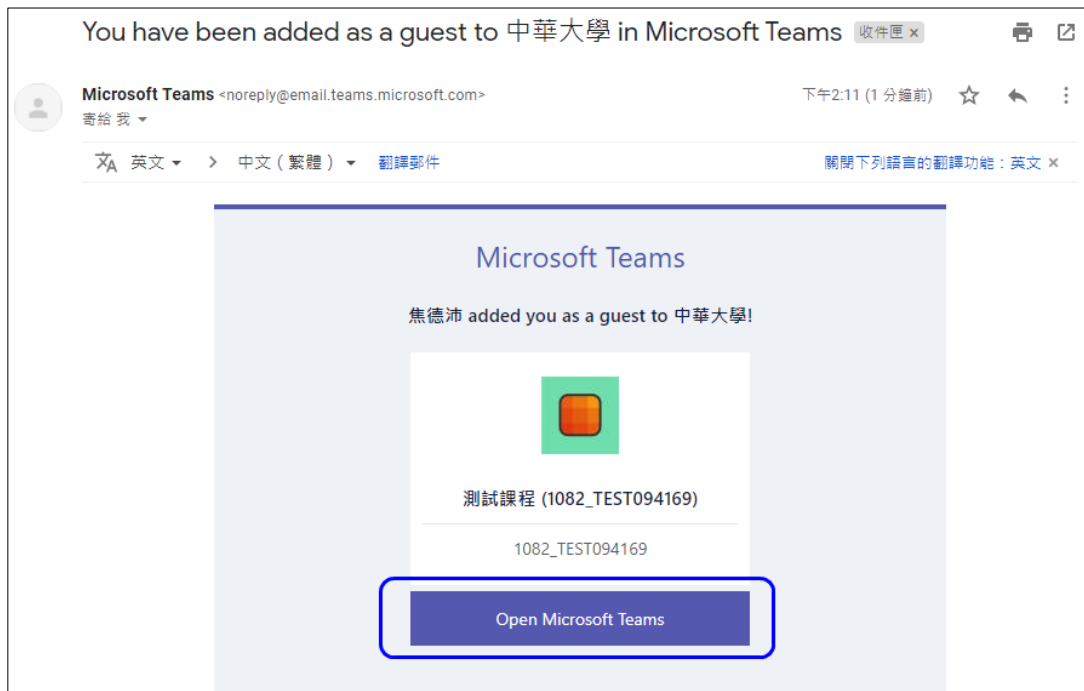 You have been added as a guest to 中華大學 in Microsoft Teams 收件匣 ×
Microsoft Teams <noreply@email.teams.microsoft.com> 下午2:11 (1 分鐘前)
寄給 我
英文 > 中文（繁體） 翻譯郵件 關閉下列語言的翻譯功能：英文 ×
Microsoft Teams
焦德沛 added you as a guest to 中華大學!
測試課程 (1082_TEST094169)
1082_TEST094169
Open Microsoft Teams